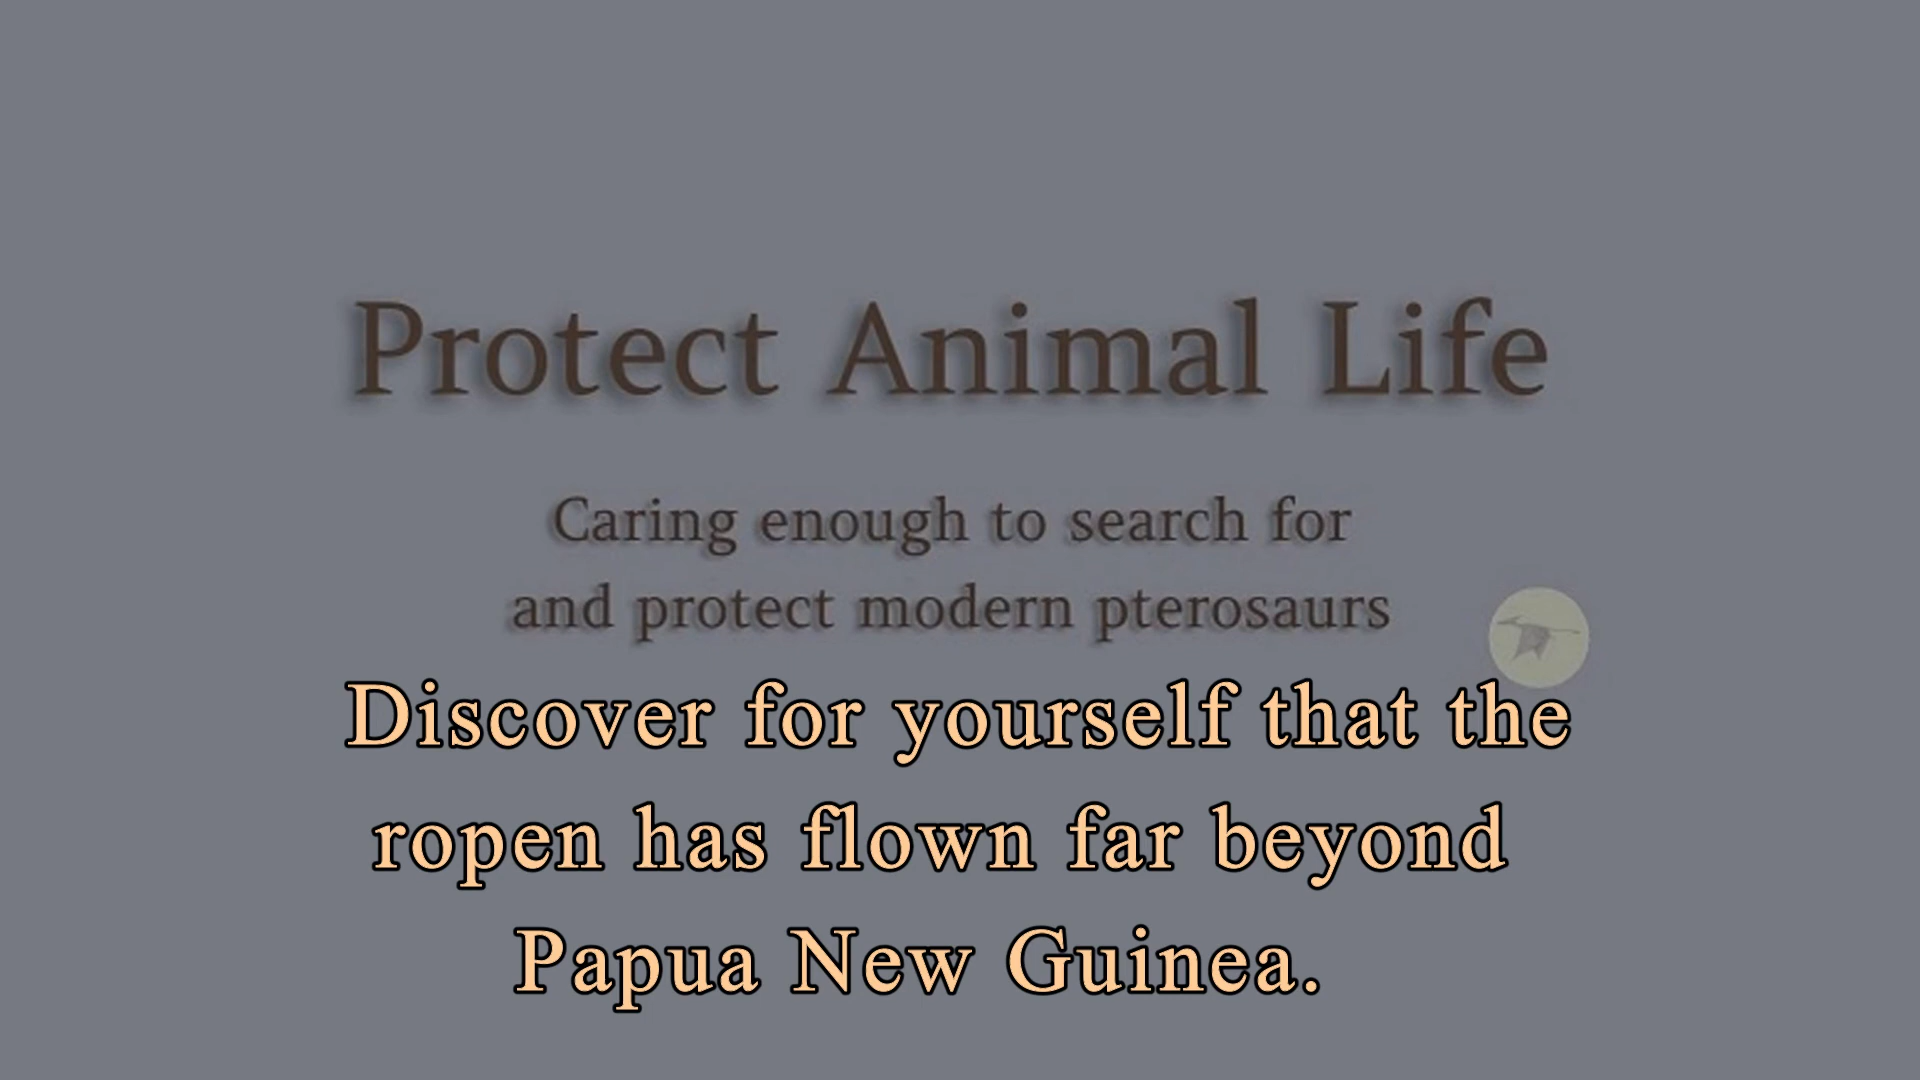 Protect Animal Life
Caring enough to search for
and protect modern pterosaurs
Discover for yourself that the
ropen has flown far beyond
Papua New Guinea.